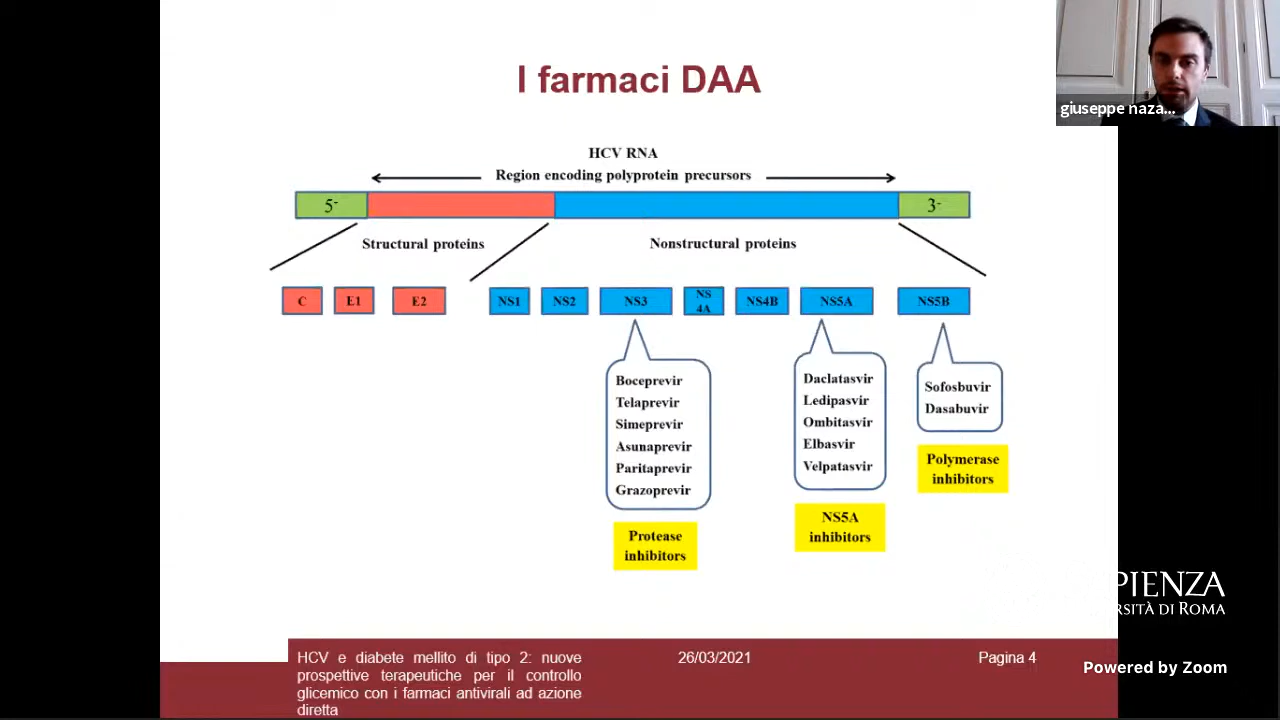 I farmaci DAA
giuseppe naza...
HCV RNA
Region encoding polyprotein precursors
5-
3-
Structural proteins
Nonstructural proteins
C
E1
E2
NS1
NS2
NS3
NS
4A
NS4B
NS5A
NS5B
Boceprevir
Telaprevir
Simeprevir
Asunaprevir
Paritaprevir
Grazoprevir
Protease
inhibitors
Daclatasvir
Ledipasvir
Ombitasvir
Elbasvir
Velpatasvir
NS5A
inhibitors
Sofosbuvir
Dasabuvir
Polymerase
inhibitors
PIENZA
RSITÀ DI ROMA
HCV e diabete mellito di tipo 2: nuove
prospettive terapeutiche per il controllo
glicemico con i farmaci antivirali ad azione
diretta
26/03/2021
Pagina 4
Powered by Zoom